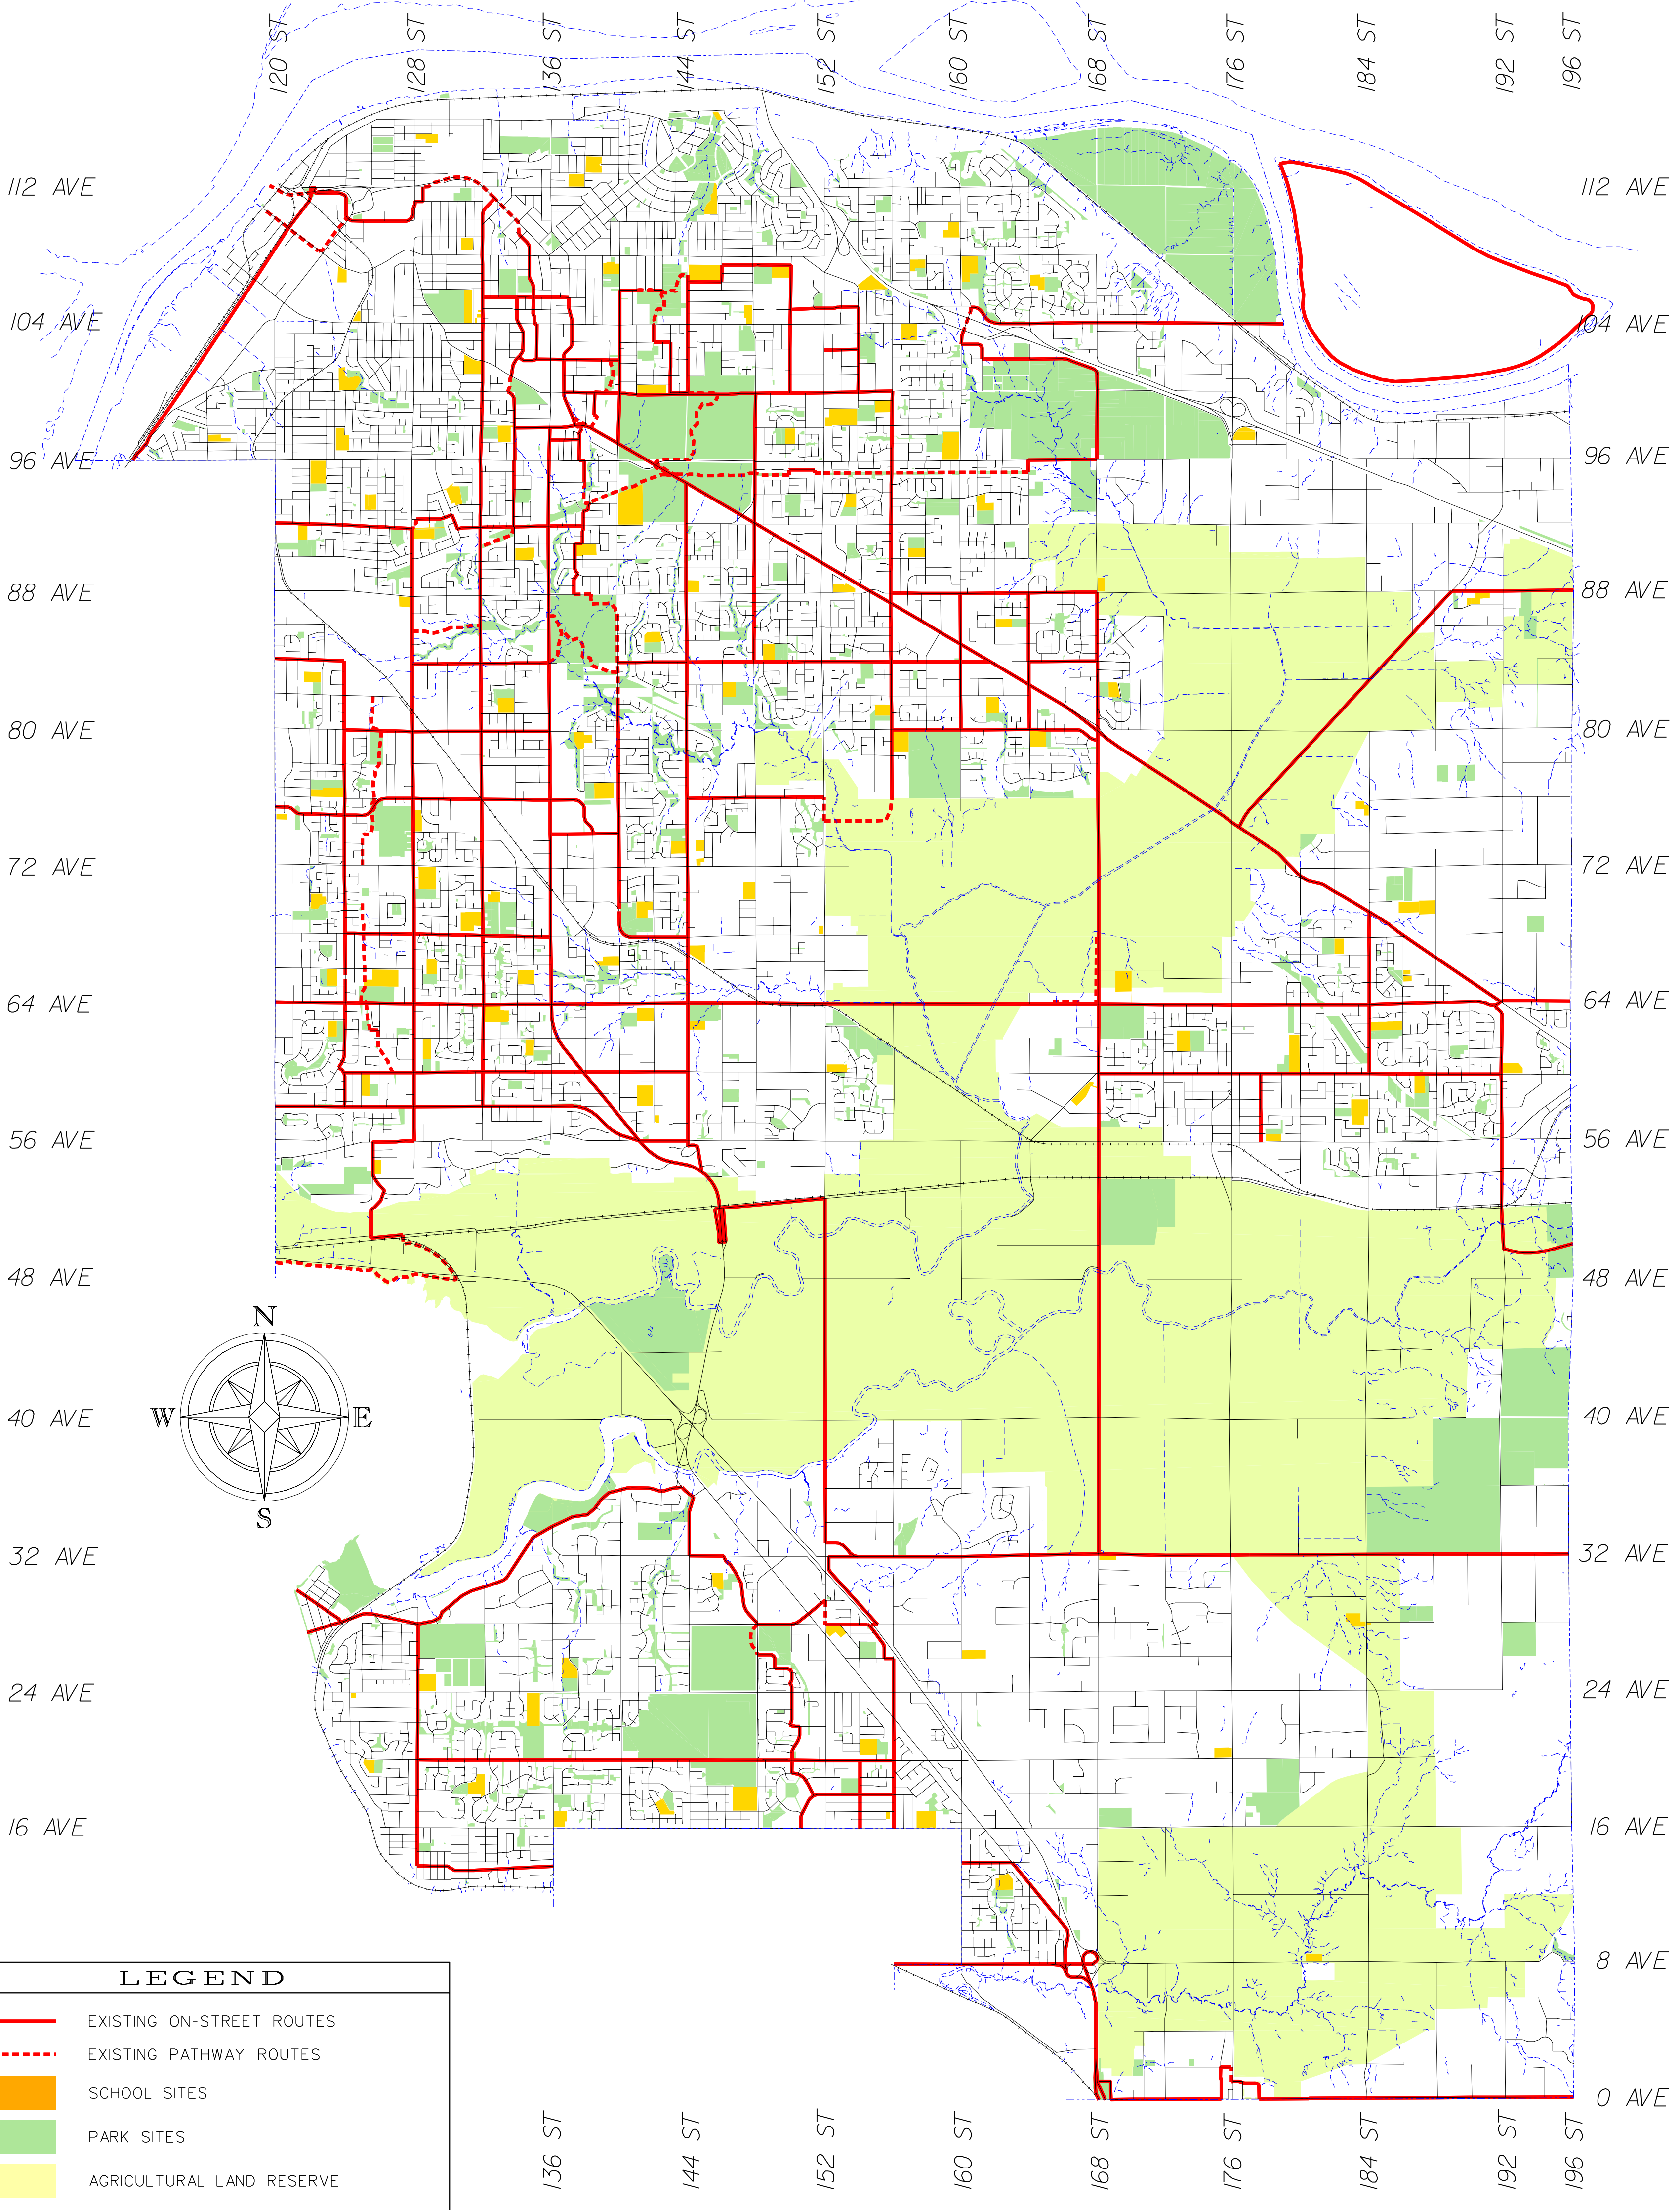 120 ST
128 ST
136 ST
144 ST
152 ST
160 ST
168 ST
176 ST
184 ST
192 ST
196 ST
112 AVE
112 AVE
104 AVE
104 AVE
96 AVE
96 AVE
88 AVE
88 AVE
80 AVE
80 AVE
72 AVE
72 AVE
64 AVE
64 AVE
56 AVE
56 AVE
48 AVE
48 AVE
N
W
E
S
40 AVE
40 AVE
32 AVE
32 AVE
24 AVE
24 AVE
16 AVE
16 AVE
8 AVE
0 AVE
LEGEND
EXISTING ON-STREET ROUTES
EXISTING PATHWAY ROUTES
SCHOOL SITES
PARK SITES
AGRICULTURAL LAND RESERVE
136 ST
144 ST
152 ST
160 ST
168 ST
176 ST
184 ST
192 ST
196 ST